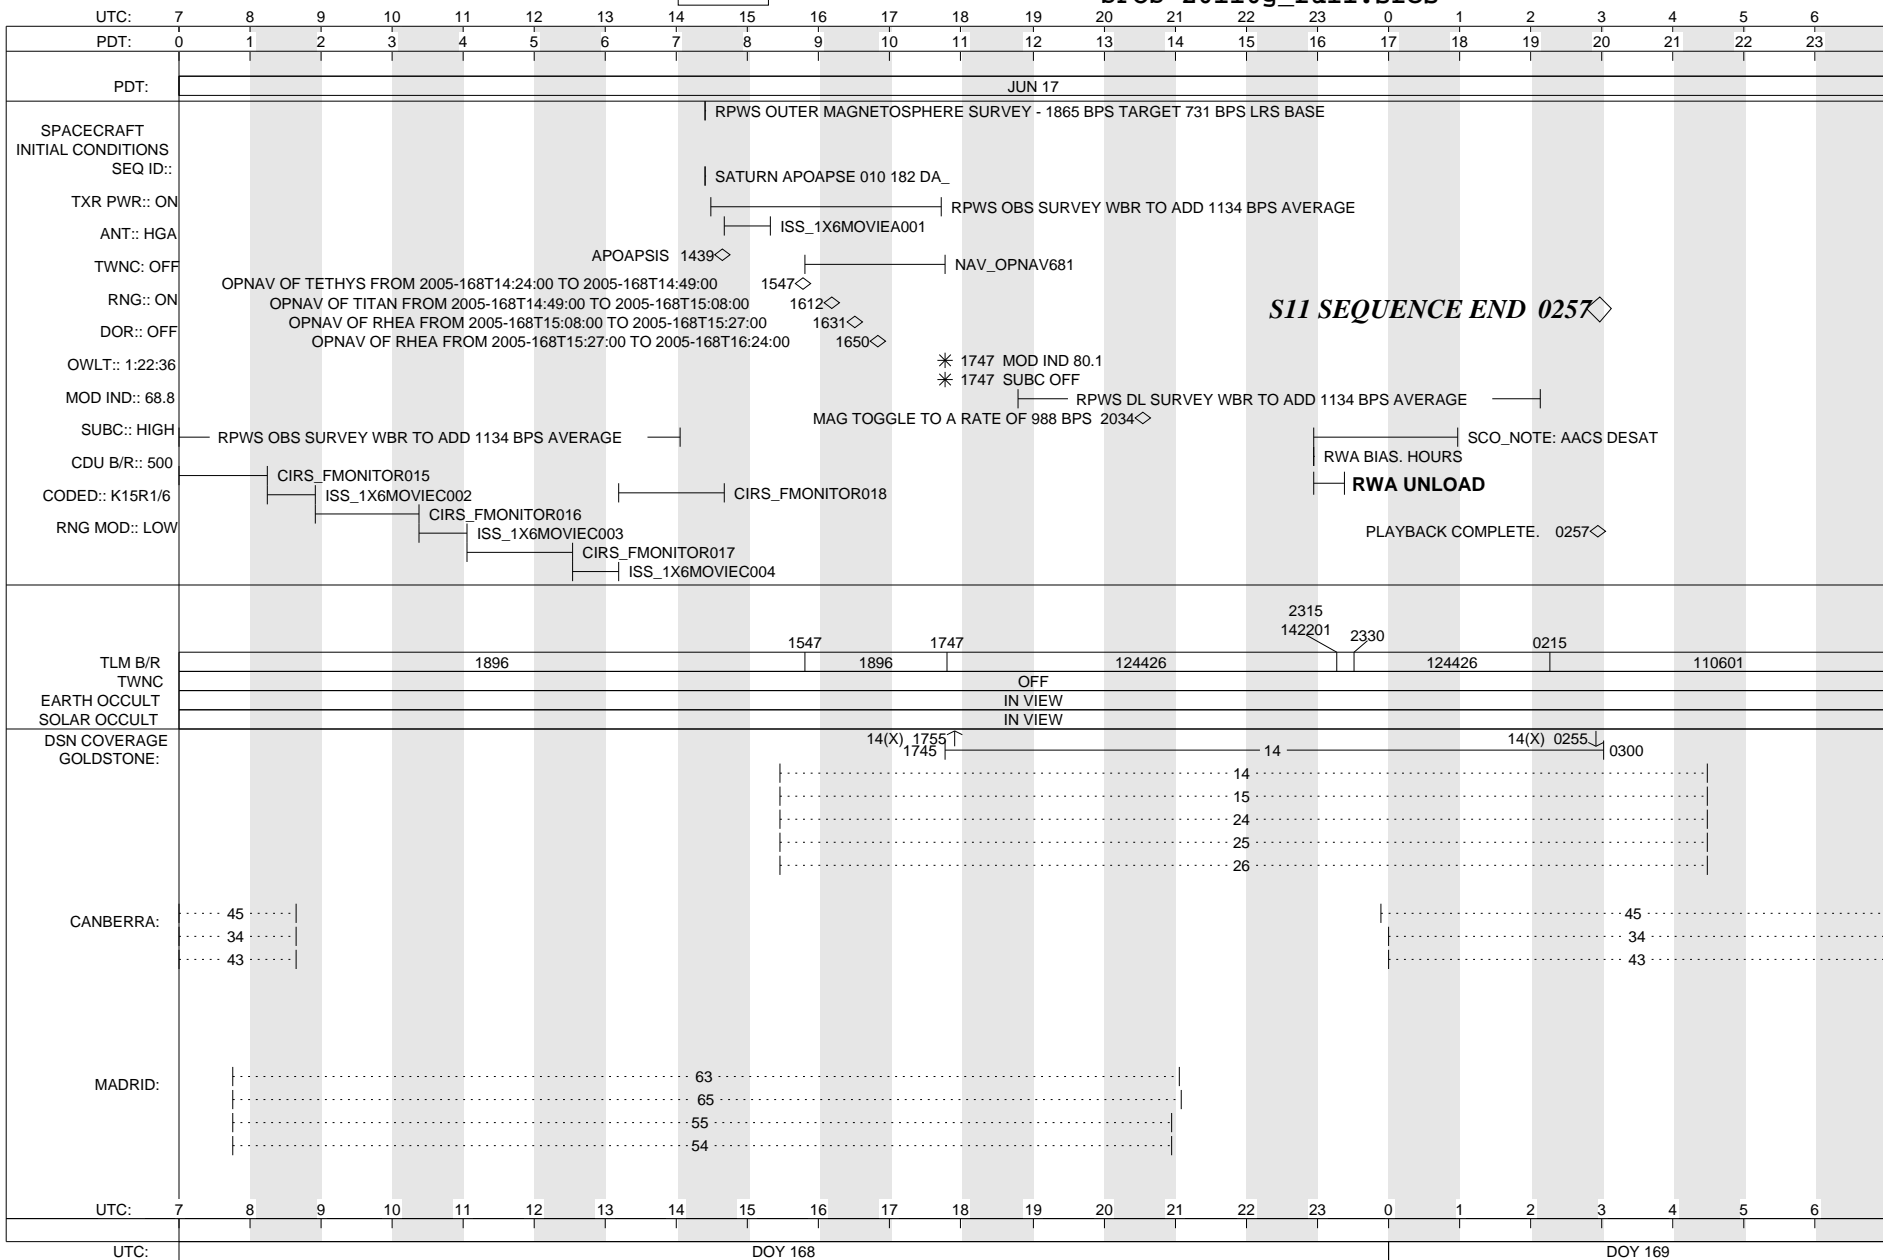 UTC: 7 8 9 10 11 12 13 14 15 16 17 18 19 20 21 22 23 0 1 2 3 4 5 6
PDT: 0 1 2 3 4 5 6 7 8 9 10 11 12 13 14 15 16 17 18 19 20 21 22 23
PDT: JUN 17
RPWS OUTER MAGNETOSPHERE SURVEY - 1865 BPS TARGET 731 BPS LRS BASE
SPACECRAFT
INITIAL CONDITIONS
SEQ ID::
SATURN APOAPSE 010 182 DA_
TXR PWR:: ON
RPWS OBS SURVEY WBR TO ADD 1134 BPS AVERAGE
ISS_1X6MOVIEA001
ANT:: HGA
APOAPSIS 1439
TWNC: OFF
NAV_OPNAV681
OPNAV OF TETHYS FROM 2005-168T14:24:00 TO 2005-168T14:49:00 1547
RNG:: ON
OPNAV OF TITAN FROM 2005-168T14:49:00 TO 2005-168T15:08:00 1612
S11 SEQUENCE END 0257
OPNAV OF RHEA FROM 2005-168T15:08:00 TO 2005-168T15:27:00 1631
DOR:: OFF
OPNAV OF RHEA FROM 2005-168T15:27:00 TO 2005-168T16:24:00 1650
OWLT:: 1:22:36
1747 MOD IND 80.1
1747 SUBC OFF
MOD IND:: 68.8
RPWS DL SURVEY WBR TO ADD 1134 BPS AVERAGE
MAG TOGGLE TO A RATE OF 988 BPS 2034
SUBC:: HIGH
RPWS OBS SURVEY WBR TO ADD 1134 BPS AVERAGE
SCO_NOTE: AACS DESAT
RWA BIAS. HOURS
CDU B/R:: 500
CIRS_FMONITOR015
RWA UNLOAD
CODED:: K15R1/6
ISS_1X6MOVIEC002
CIRS_FMONITOR018
CIRS_FMONITOR016
RNG MOD:: LOW
ISS_1X6MOVIEC003
PLAYBACK COMPLETE. 0257
CIRS_FMONITOR017
ISS_1X6MOVIEC004
2315
142201
2330
1547 1747 0215
TLM B/R 1896 1896 124426 124426 110601
TWNC OFF
EARTH OCCULT IN VIEW
SOLAR OCCULT IN VIEW
DSN COVERAGE
14(X) 1755 14(X) 0255
GOLDSTONE: 1745 14 0300
14
15
24
25
26
CANBERRA: 45 45
34 34
43 43
MADRID: 63
65
55
54
UTC: 7 8 9 10 11 12 13 14 15 16 17 18 19 20 21 22 23 0 1 2 3 4 5 6
UTC: DOY 168 DOY 169